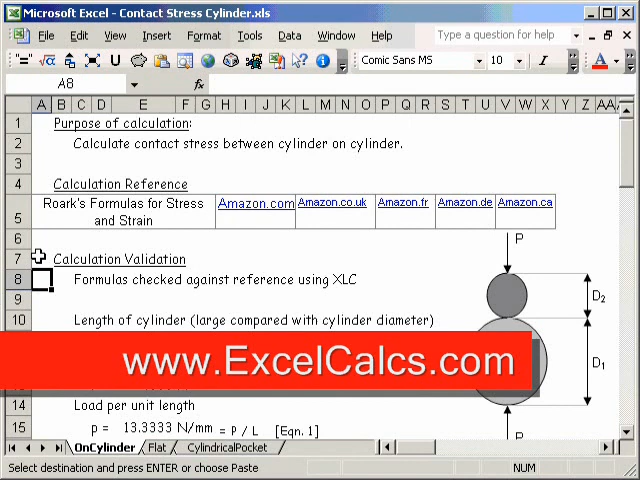 Microsoft Excel - Contact Stress Cylinder.xls
File Edit View Insert Format Tools Data Window Help Type a question for help
"=" √α U Comic Sans MS 10 I A
A8 fx
A B C D E F G H I J K L M N O P Q R S T U V W X Y Z AA
1 Purpose of calculation:
2 Calculate contact stress between cylinder on cylinder.
3
4 Calculation Reference
5 Roark's Formulas for Stress and Strain Amazon.com Amazon.co.uk Amazon.fr Amazon.de Amazon.ca
6 P
7 Calculation Validation
8 Formulas checked against reference using XLC
9 D2
10 Length of cylinder (large compared with cylinder diameter)
www.ExcelCalcs.com
D1
14 Load per unit length
15 p = 13.3333 N/mm = P / L [Eqn. 1]
P
OnCylinder Flat CylindricalPocket
Select destination and press ENTER or choose Paste NUM